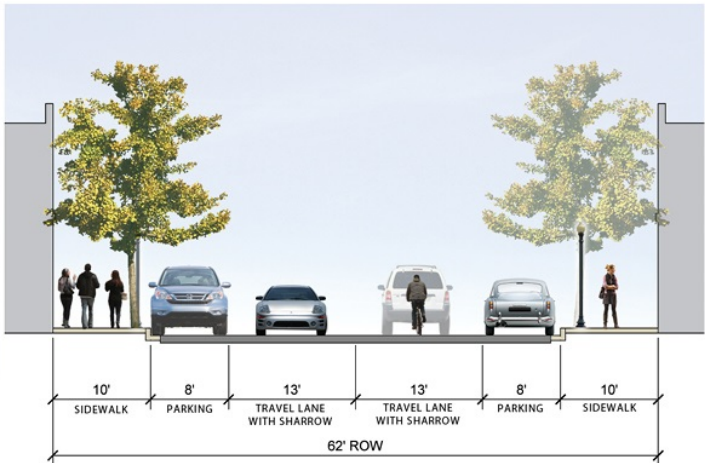 10'
SIDEWALK
8'
PARKING
13'
TRAVEL LANE
WITH SHARROW
13'
TRAVEL LANE
WITH SHARROW
8'
PARKING
10'
SIDEWALK
62' ROW